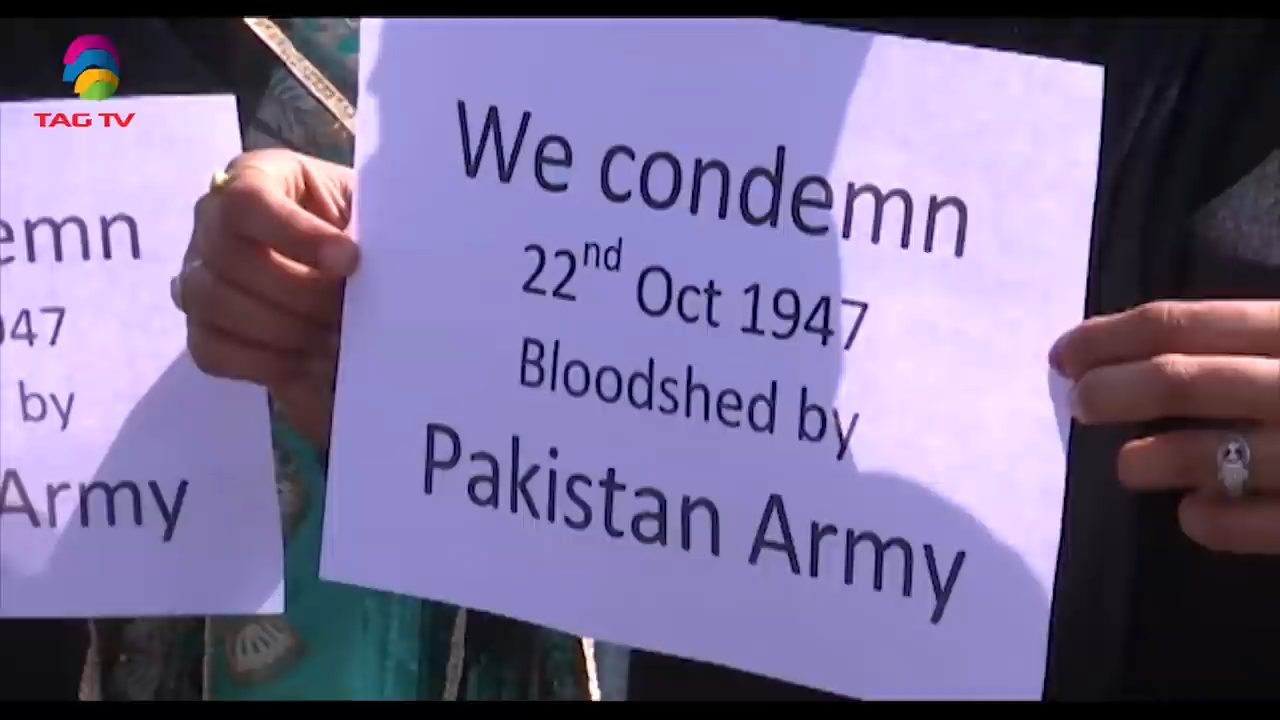 TAG TV
We condemn
22nd Oct 1947
Bloodshed by
Pakistan Army
emn
947
by
Army